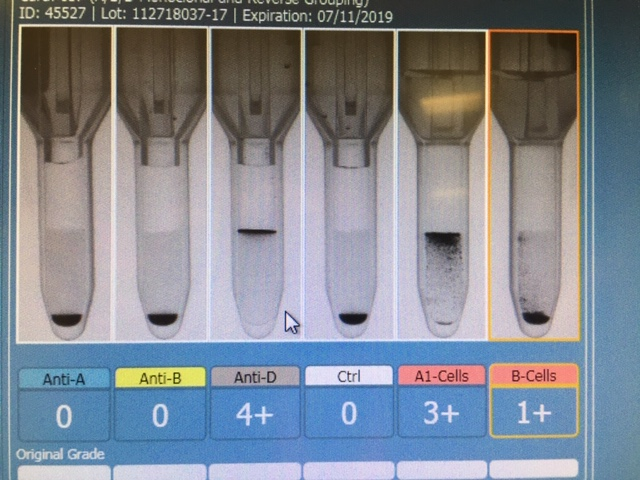 ID: 45527 | Lot: 112718037-17 | Expiration: 07/11/2019
Anti-A Anti-B Anti-D Ctrl A1-Cells B-Cells
0 0 4+ 0 3+ 1+
Original Grade